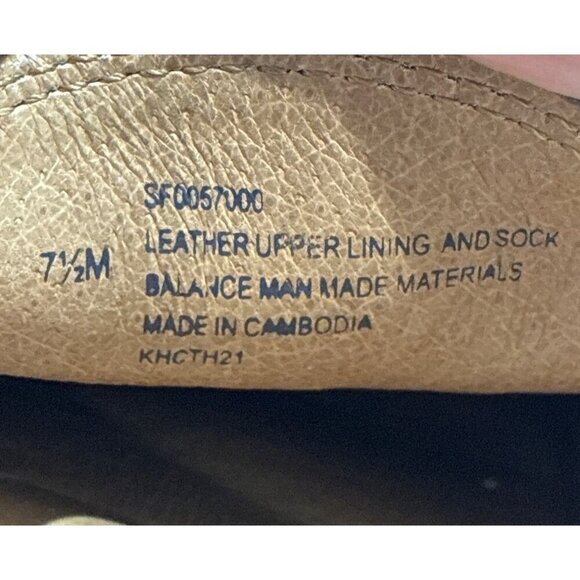 SF0057000
7½M
LEATHER UPPER LINING AND SOCK
BALANCE MAN MADE MATERIALS
MADE IN CAMBODIA
KHCTH21